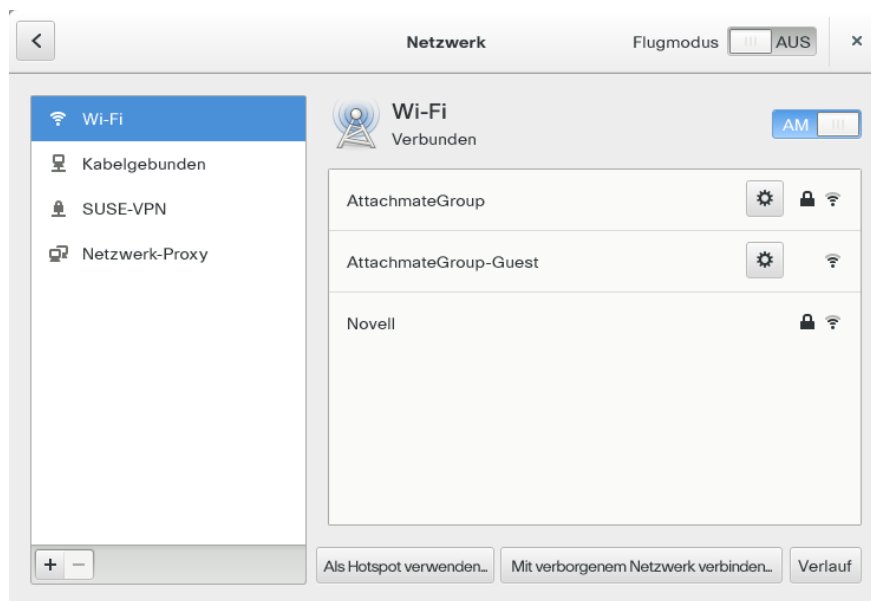 Netzwerk
Flugmodus
AUS
Wi-Fi
Kabelgebunden
SUSE-VPN
Netzwerk-Proxy
Wi-Fi
Verbunden
AM
AttachmateGroup
AttachmateGroup-Guest
Novell
Als Hotspot verwenden...
Mit verborgenem Netzwerk verbinden...
Verlauf